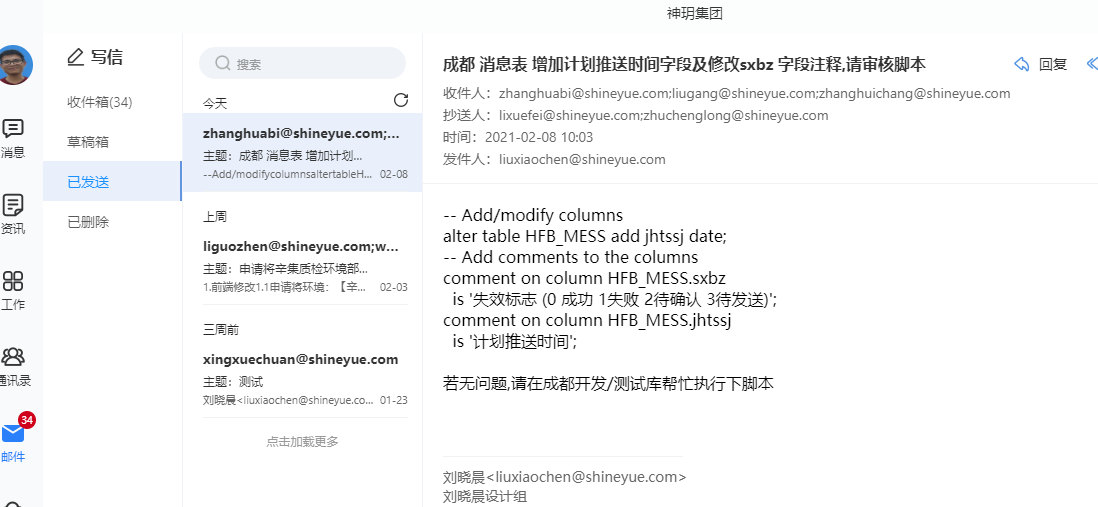 神玥集团
写信
收件箱(34)
草稿箱
已发送
已删除
消息
资讯
工作
通讯录
34
邮件
搜索
今天
zhanghuabi@shineyue.com;...
主题：成都 消息表 增加计划...
--Add/modifycolumnsaltertableH... 02-08
上周
liguozhen@shineyue.com;w...
主题：申请将辛集质检环境部...
1.前端修改1.1申请将环境：【辛... 02-03
三周前
xingxuechuan@shineyue.com
主题：测试
刘晓晨<liuxiaochen@shineyue.co... 01-23
点击加载更多
成都 消息表 增加计划推送时间字段及修改sxbz 字段注释,请审核脚本
回复
收件人：zhanghuabi@shineyue.com;liugang@shineyue.com;zhanghuichang@shineyue.com
抄送人：lixuefei@shineyue.com;zhuchenglong@shineyue.com
时间：2021-02-08 10:03
发件人：liuxiaochen@shineyue.com
-- Add/modify columns
alter table HFB_MESS add jhtssj date;
-- Add comments to the columns
comment on column HFB_MESS.sxbz
is '失效标志 (0 成功 1失败 2待确认 3待发送)';
comment on column HFB_MESS.jhtssj
is '计划推送时间';
若无问题,请在成都开发/测试库帮忙执行下脚本
刘晓晨<liuxiaochen@shineyue.com>
刘晓晨设计组